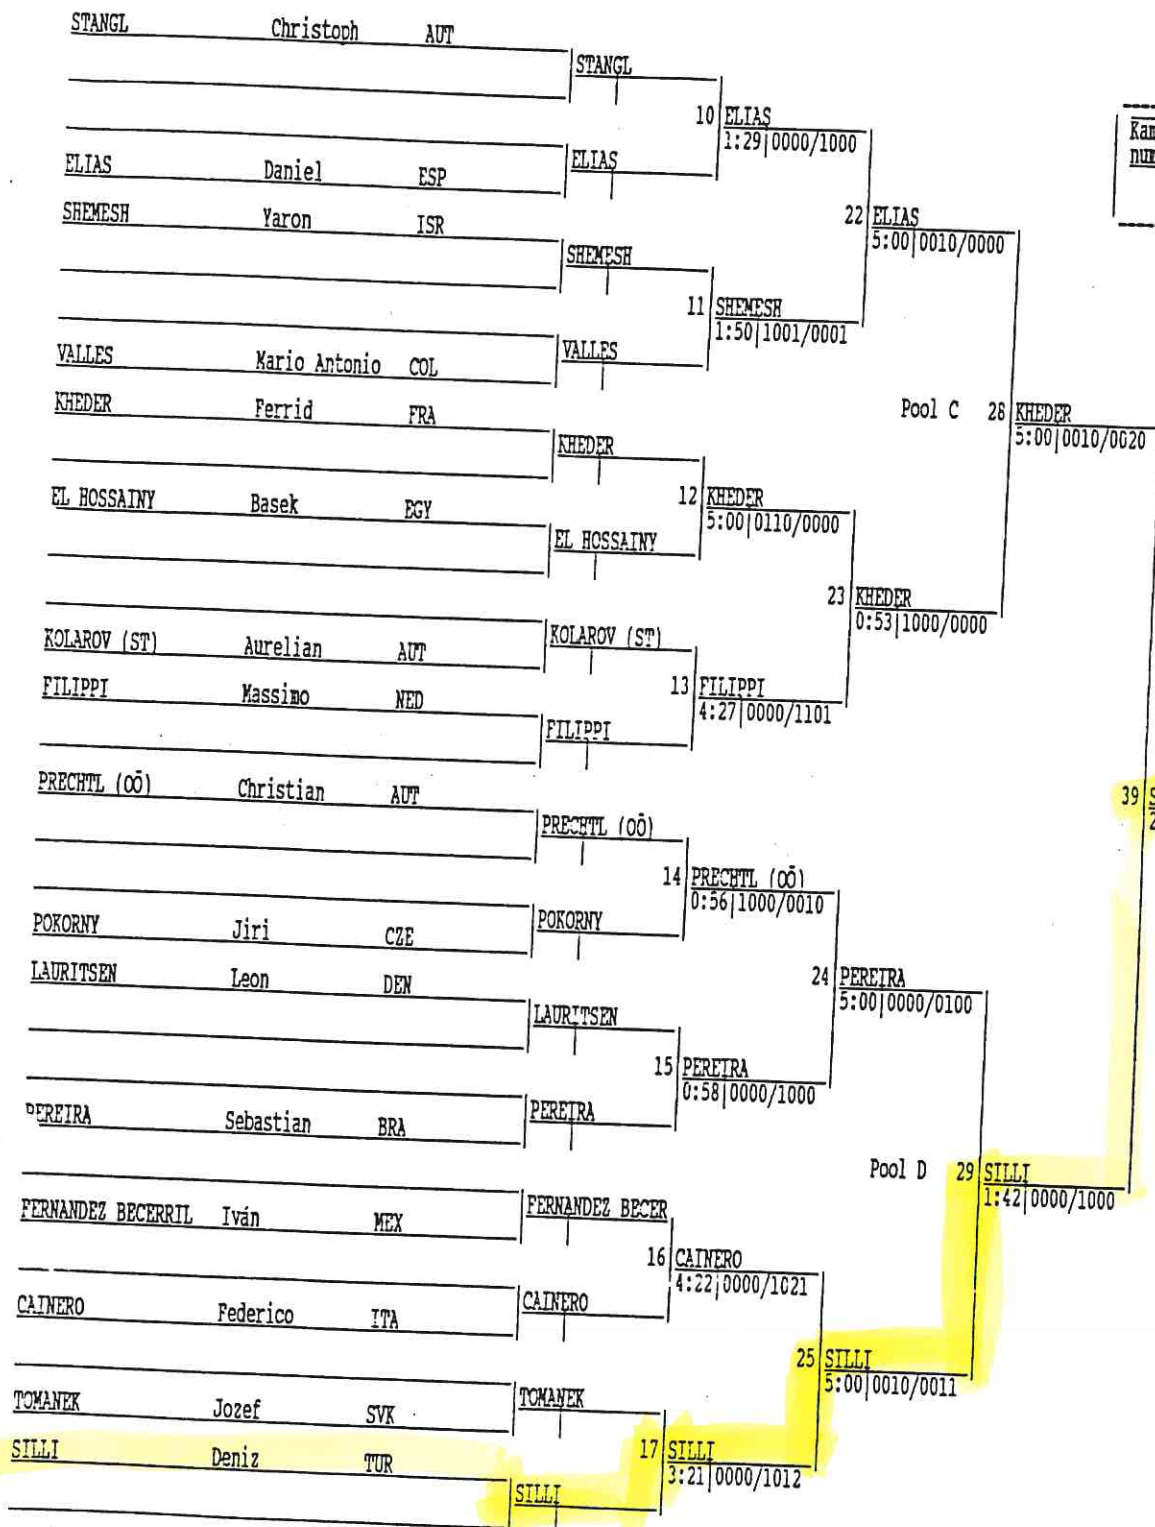 STANGL Christoph AUT
STANGL
10 ELIAS
1:29|0000/1000
ELIAS Daniel ESP
ELIAS
22 ELIAS
5:00|0010/0000
SHEMESH Yaron ISR
SHEMESH
11 SHEMESH
1:50|1001/0001
VALLES Mario Antonio COL
VALLES
Pool C 28 KHEDER
5:00|0010/0020
KHEDER Ferrid FRA
KHEDER
12 KHEDER
5:00|0110/0000
EL HOSSAINY Basek EGY
EL HOSSAINY
23 KHEDER
0:53|1000/0000
KOLAROV (ST) Aurelian AUT
KOLAROV (ST)
13 FILIPPI
4:27|0000/1101
FILIPPI Massimo NED
FILIPPI
PRECHTL (OÖ) Christian AUT
PRECHTL (OÖ)
39
14 PRECHTL (OÖ)
0:56|1000/0010
POKORNY Jiri CZE
POKORNY
24 PEREIRA
5:00|0000/0100
LAURITSEN Leon DEN
LAURITSEN
15 PEREIRA
0:58|0000/1000
PEREIRA Sebastian BRA
PEREIRA
Pool D 29 SILLI
1:42|0000/1000
FERNANDEZ BECERRIL Iván MEX
FERNANDEZ BECER
16 CAINERO
4:22|0000/1021
CAINERO Federico ITA
CAINERO
25 SILLI
5:00|0010/0011
TOMANEK Jozef SVK
TOMANEK
17 SILLI
3:21|0000/1012
SILLI Deniz TUR
SILLI